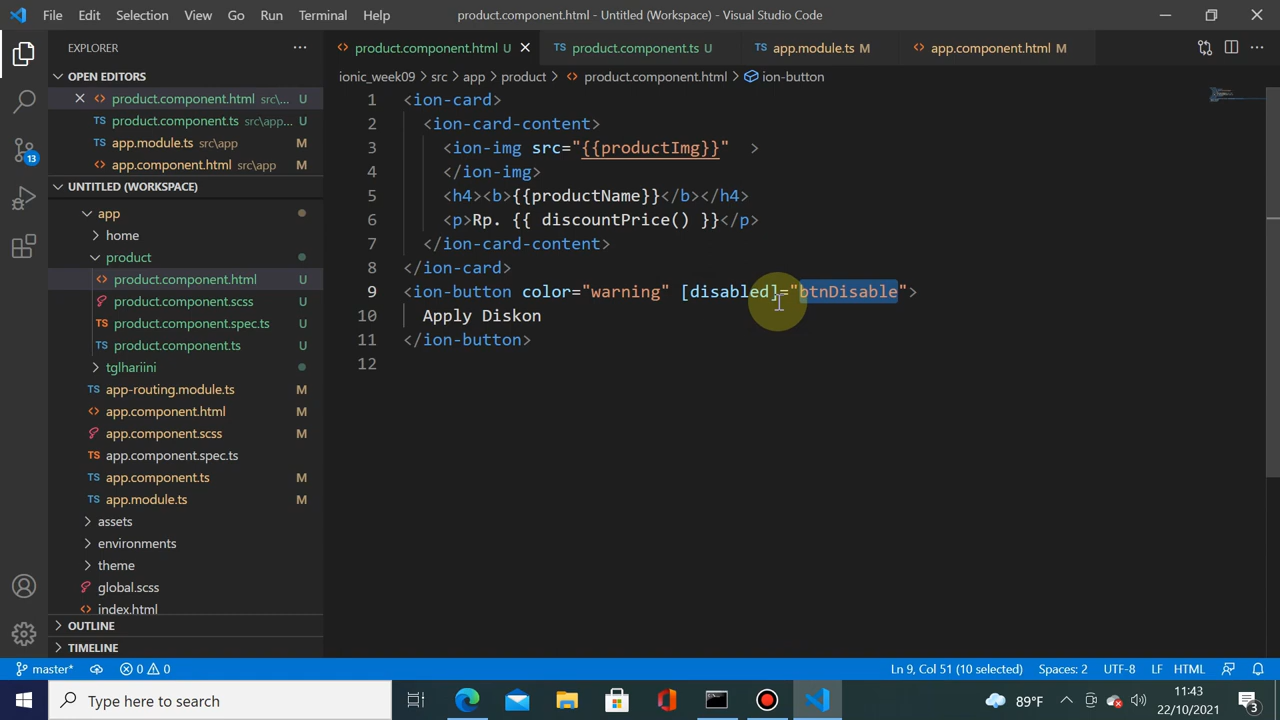 File Edit Selection View Go Run Terminal Help product.component.html - Untitled (Workspace) - Visual Studio Code
EXPLORER
OPEN EDITORS
product.component.html src\... U
product.component.ts src\app... U
app.module.ts src\app M
app.component.html src\app M
UNTITLED (WORKSPACE)
app
home
product
product.component.html U
product.component.scss U
product.component.spec.ts U
product.component.ts U
tglhariini
app-routing.module.ts M
app.component.html M
app.component.scss M
app.component.spec.ts
app.component.ts M
app.module.ts M
assets
environments
theme
global.scss
index.html
OUTLINE
TIMELINE
product.component.html U product.component.ts U app.module.ts M app.component.html M
ionic_week09 > src > app > product > product.component.html > ion-button
1 <ion-card>
2 <ion-card-content>
3 <ion-img src="{{productImg}}" >
4 </ion-img>
5 <h4><b>{{productName}}</b></h4>
6 <p>Rp. {{ discountPrice() }}</p>
7 </ion-card-content>
8 </ion-card>
9 <ion-button color="warning" [disabled]="btnDisable">
10 Apply Diskon
11 </ion-button>
12
13
master* 0 0 Ln 9, Col 51 (10 selected) Spaces: 2 UTF-8 LF HTML
Type here to search 89°F 11:43
22/10/2021 3